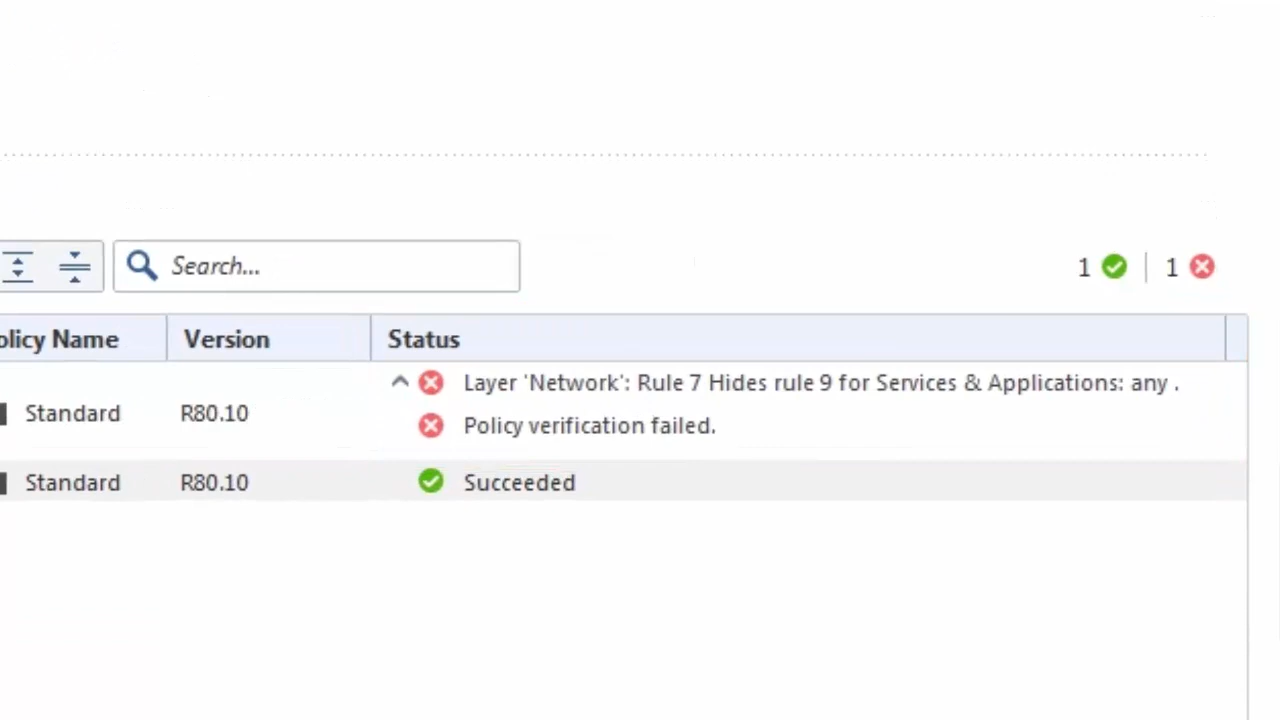 Search...
1 | 1
olicy Name Version Status
Standard R80.10 Layer 'Network': Rule 7 Hides rule 9 for Services & Applications: any .
Policy verification failed.
Standard R80.10 Succeeded